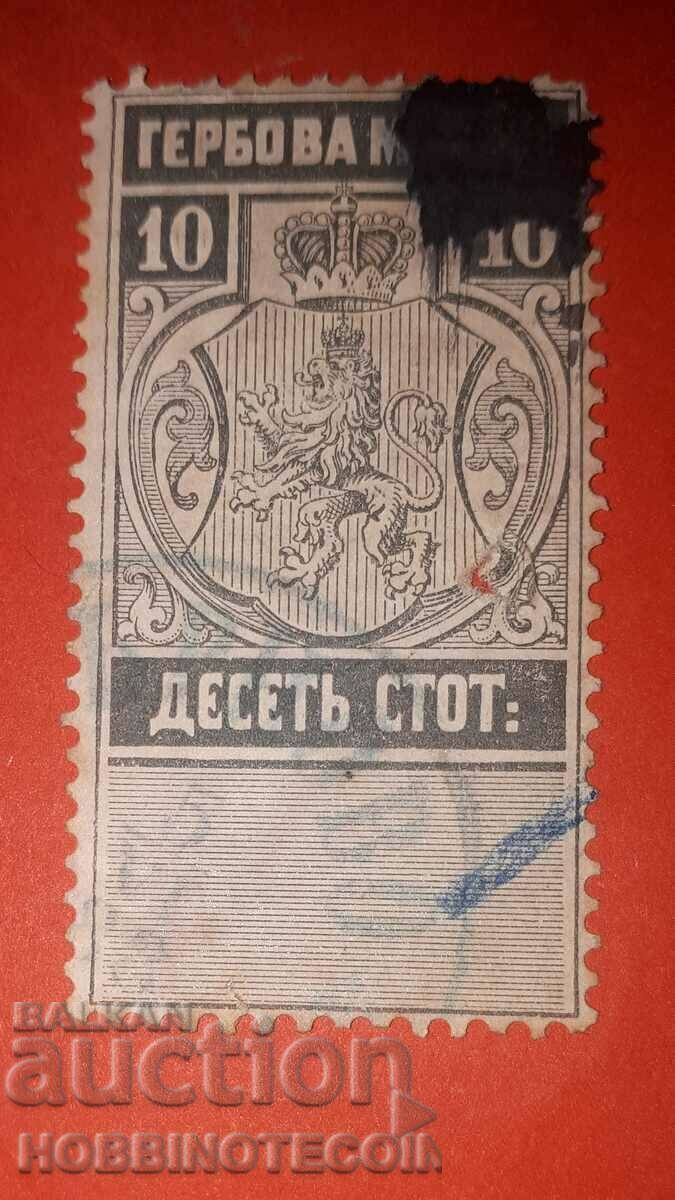 ГЕРБОВА М
10 10
ДЕСЕТЬ СТОТ:
BALKAN
auction
HOBBINOTECOIN